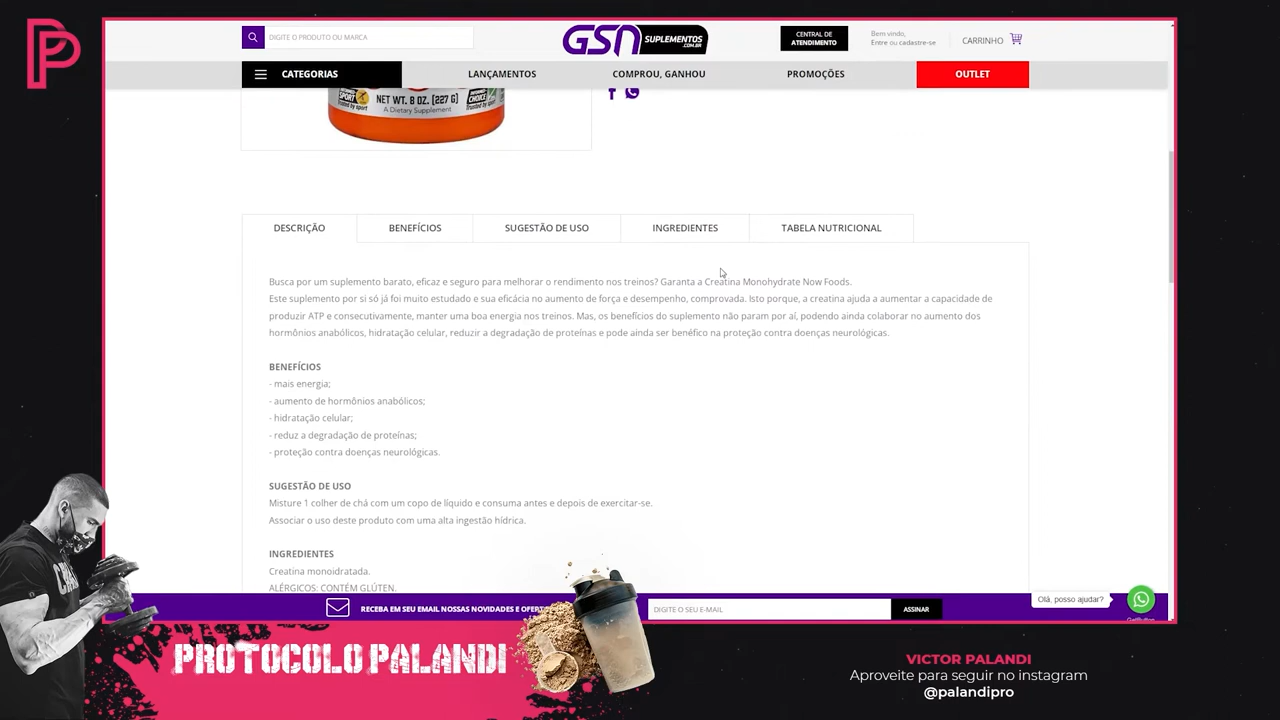 DIGITE O PRODUTO OU MARCA
GSN SUPLEMENTOS .COM.BR
CENTRAL DE
ATENDIMENTO
Bem vindo,
Entre ou cadastre-se
CARRINHO
CATEGORIAS
LANÇAMENTOS
COMPROU, GANHOU
PROMOÇÕES
OUTLET
NET WT. 8 OZ. (227 G)
A Dietary Supplement
DESCRIÇÃO
BENEFÍCIOS
SUGESTÃO DE USO
INGREDIENTES
TABELA NUTRICIONAL
Busca por um suplemento barato, eficaz e seguro para melhorar o rendimento nos treinos? Garanta a Creatina Monohydrate Now Foods.
Este suplemento por si só já foi muito estudado e sua eficácia no aumento de força e desempenho, comprovada. Isto porque, a creatina ajuda a aumentar a capacidade de
produzir ATP e consecutivamente, manter uma boa energia nos treinos. Mas, os benefícios do suplemento não param por aí, podendo ainda colaborar no aumento dos
hormônios anabólicos, hidratação celular, reduzir a degradação de proteínas e pode ainda ser benéfico na proteção contra doenças neurológicas.
BENEFÍCIOS
- mais energia;
- aumento de hormônios anabólicos;
- hidratação celular;
- reduz a degradação de proteínas;
- proteção contra doenças neurológicas.
SUGESTÃO DE USO
Misture 1 colher de chá com um copo de líquido e consuma antes e depois de exercitar-se.
Associar o uso deste produto com uma alta ingestão hídrica.
INGREDIENTES
Creatina monoidratada.
ALÉRGICOS: CONTÉM GLÚTEN.
RECEBA EM SEU EMAIL NOSSAS NOVIDADES E OFERT
DIGITE O SEU E-MAIL
ASSINAR
Olá, posso ajudar?
PROTOCOLO PALANDI
VICTOR PALANDI
Aproveite para seguir no instagram
@palandipro